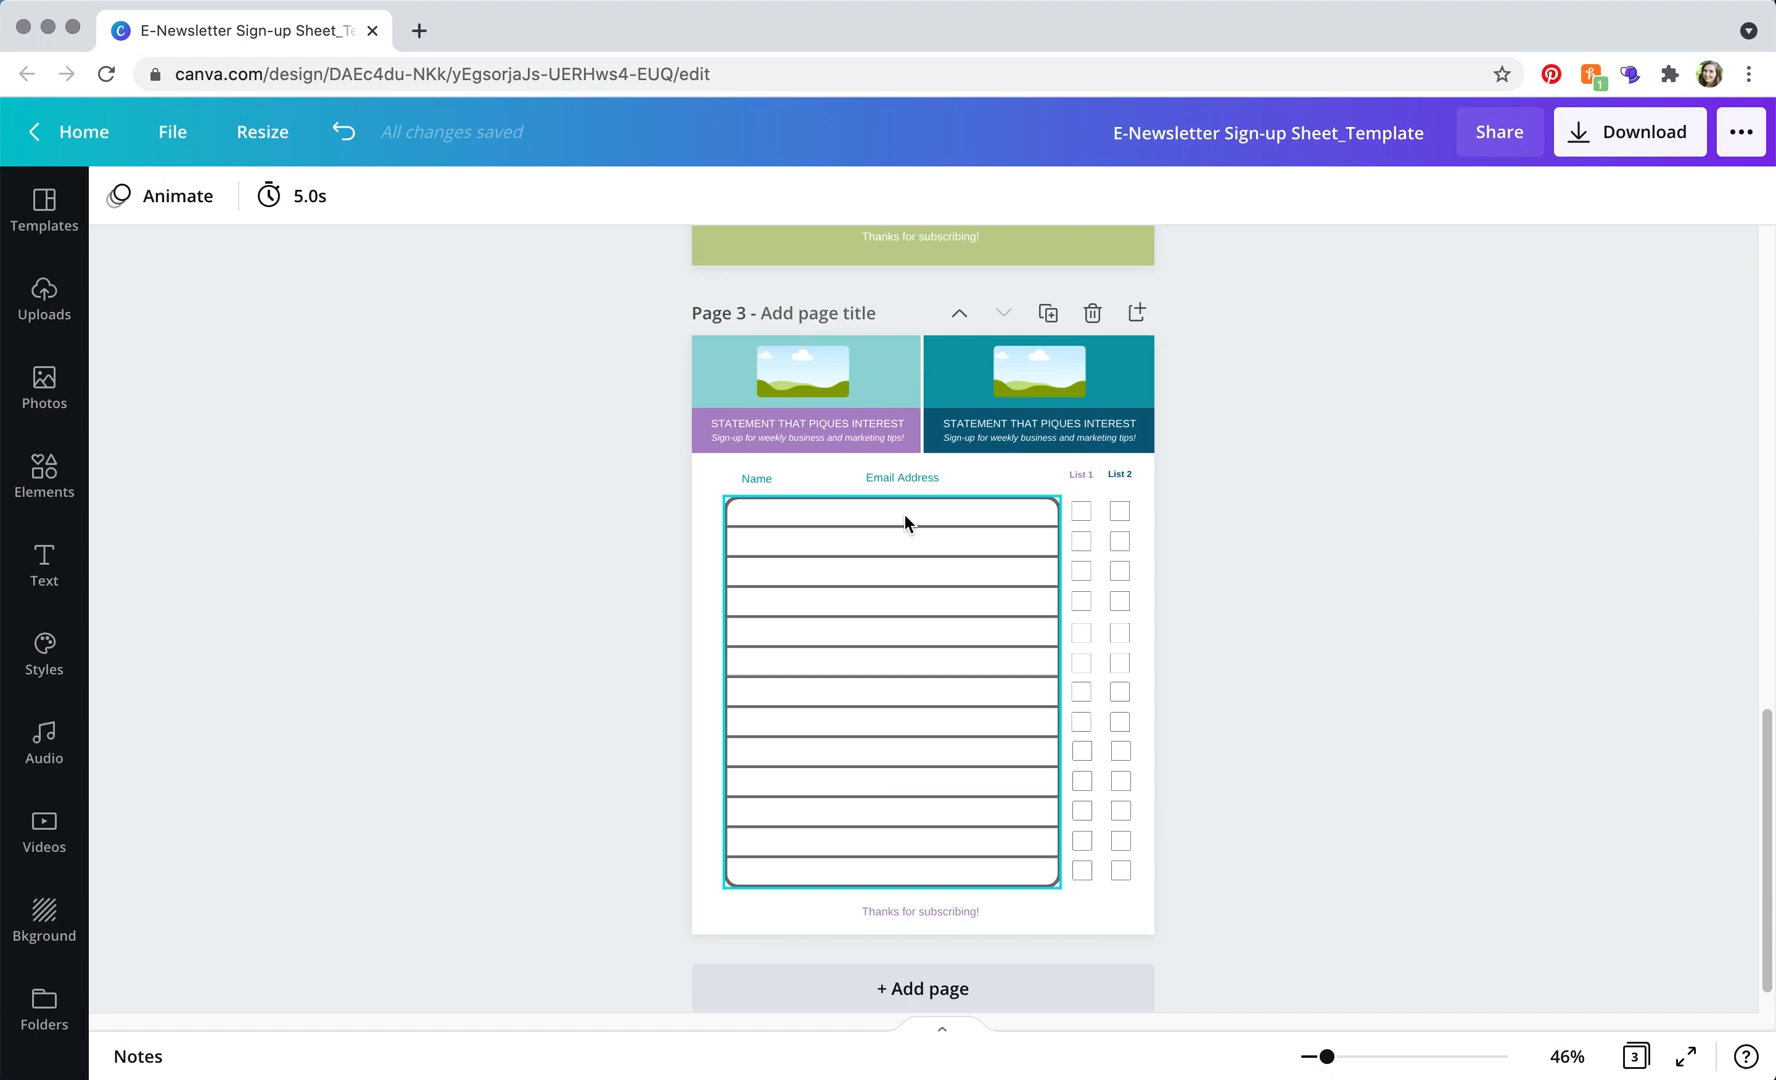 E-Newsletter Sign-up Sheet_Te
canva.com/design/DAEc4du-NKk/yEgsorjaJs-UERHws4-EUQ/edit
1
Home
File
Resize
All changes saved
E-Newsletter Sign-up Sheet_Template
Share
Download
Animate
5.0s
Templates
Uploads
Photos
Elements
Text
Styles
Audio
Videos
Bkground
Folders
Thanks for subscribing!
Page 3 - Add page title
STATEMENT THAT PIQUES INTEREST
Sign-up for weekly business and marketing tips!
STATEMENT THAT PIQUES INTEREST
Sign-up for weekly business and marketing tips!
Name
Email Address
List 1
List 2
Thanks for subscribing!
+ Add page
Notes
46%
3
?